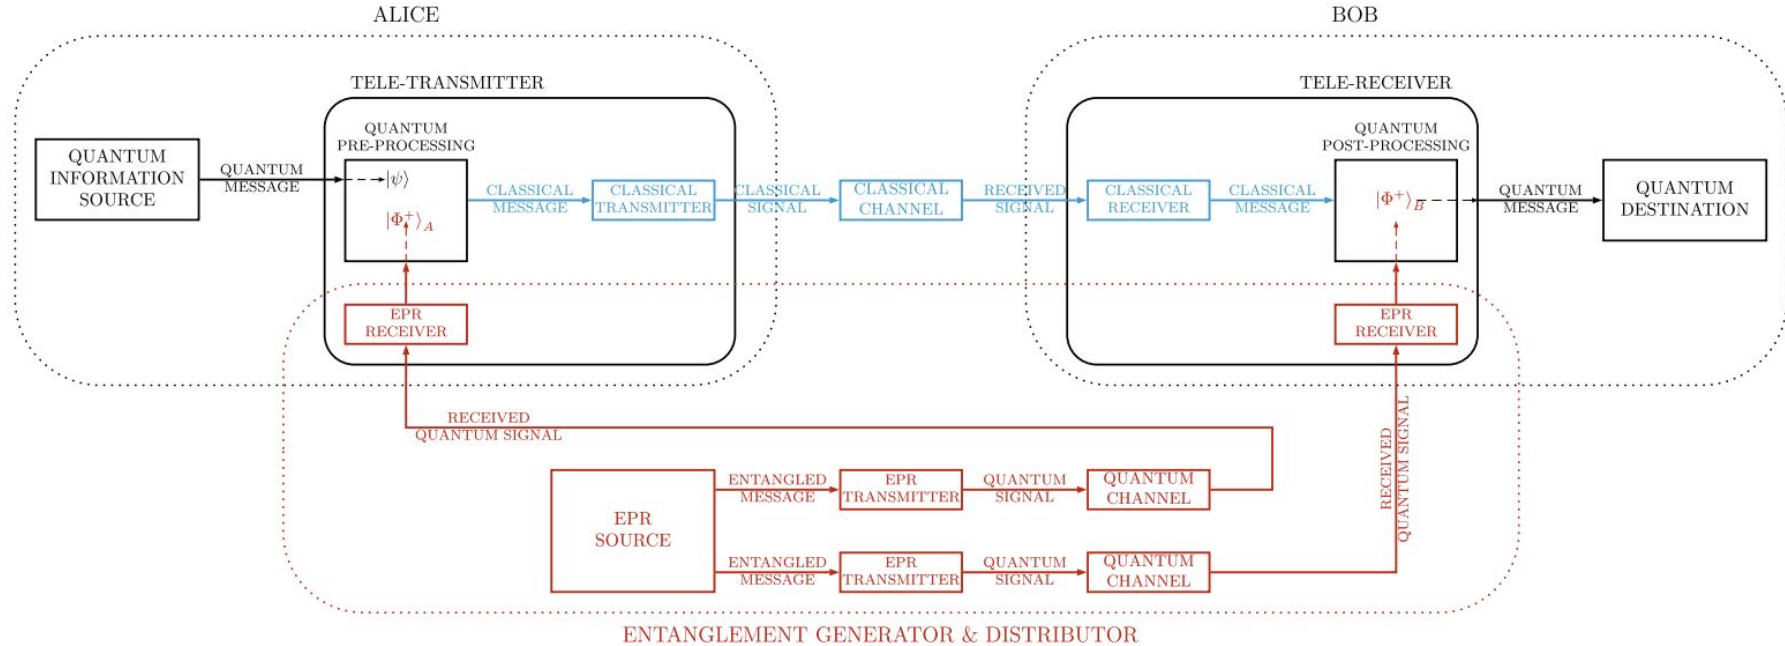 ALICE
BOB
TELE-TRANSMITTER
TELE-RECEIVER
QUANTUM
PRE-PROCESSING
QUANTUM
POST-PROCESSING
QUANTUM
INFORMATION
SOURCE
QUANTUM
MESSAGE
|ψ⟩
|Φ⁺⟩_A
CLASSICAL
MESSAGE
CLASSICAL
TRANSMITTER
CLASSICAL
SIGNAL
CLASSICAL
CHANNEL
RECEIVED
SIGNAL
CLASSICAL
RECEIVER
CLASSICAL
MESSAGE
|Φ⁺⟩_B
QUANTUM
MESSAGE
QUANTUM
DESTINATION
EPR
RECEIVER
EPR
RECEIVER
RECEIVED
QUANTUM SIGNAL
RECEIVED
QUANTUM SIGNAL
EPR
SOURCE
ENTANGLED
MESSAGE
EPR
TRANSMITTER
QUANTUM
SIGNAL
QUANTUM
CHANNEL
ENTANGLED
MESSAGE
EPR
TRANSMITTER
QUANTUM
SIGNAL
QUANTUM
CHANNEL
ENTANGLEMENT GENERATOR & DISTRIBUTOR